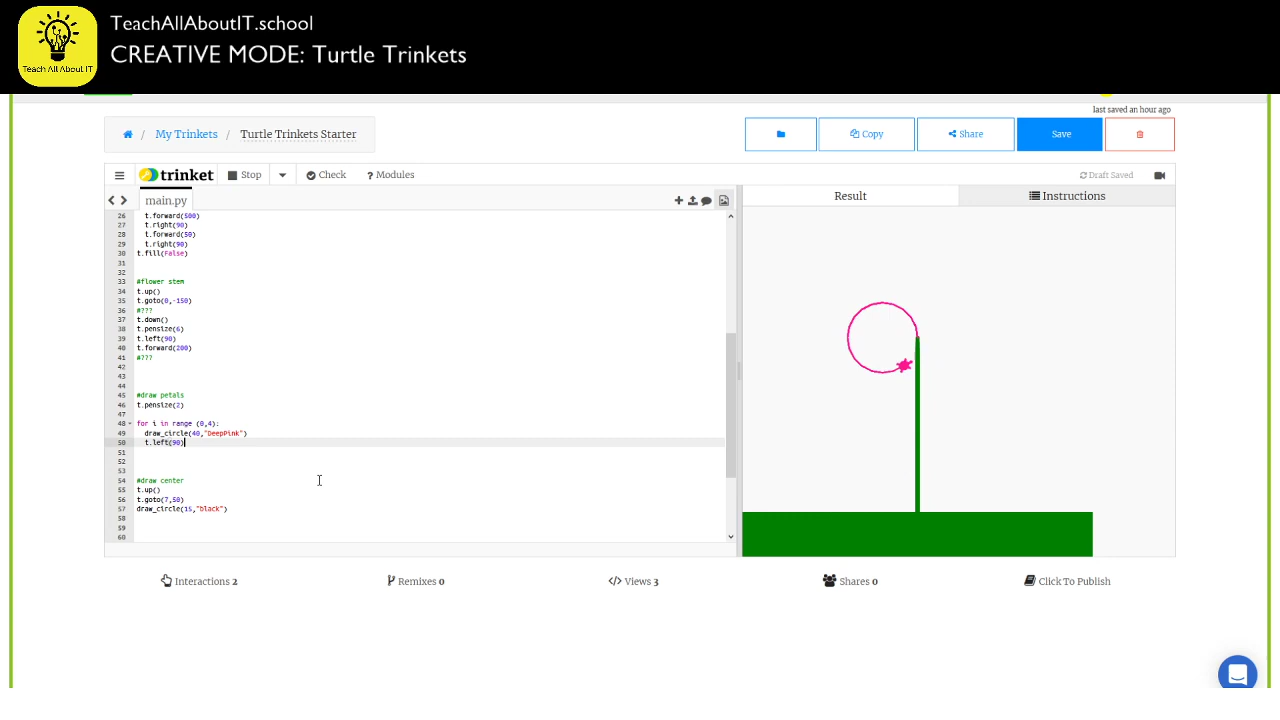 TeachAllAboutIT.school
CREATIVE MODE: Turtle Trinkets
Teach All About IT
last saved an hour ago
/ My Trinkets / Turtle Trinkets Starter
Copy Share Save
trinket Stop Check ? Modules Draft Saved
main.py
Result Instructions
26 t.forward(500)
27 t.right(90)
28 t.forward(50)
29 t.right(90)
30 t.fill(False)
31
32
33 #flower stem
34 t.up()
35 t.goto(0,-150)
36 #???
37 t.down()
38 t.pensize(6)
39 t.left(90)
40 t.forward(200)
41 #???
42
43
44
45 #draw petals
46 t.pensize(2)
47
48 for i in range (0,4):
49 draw_circle(40,"DeepPink")
50 t.left(90)
51
52
53
54 #draw center
55 t.up()
56 t.goto(7,50)
57 draw_circle(15,"black")
58
59
60
Interactions 2 Remixes 0 Views 3 Shares 0 Click To Publish